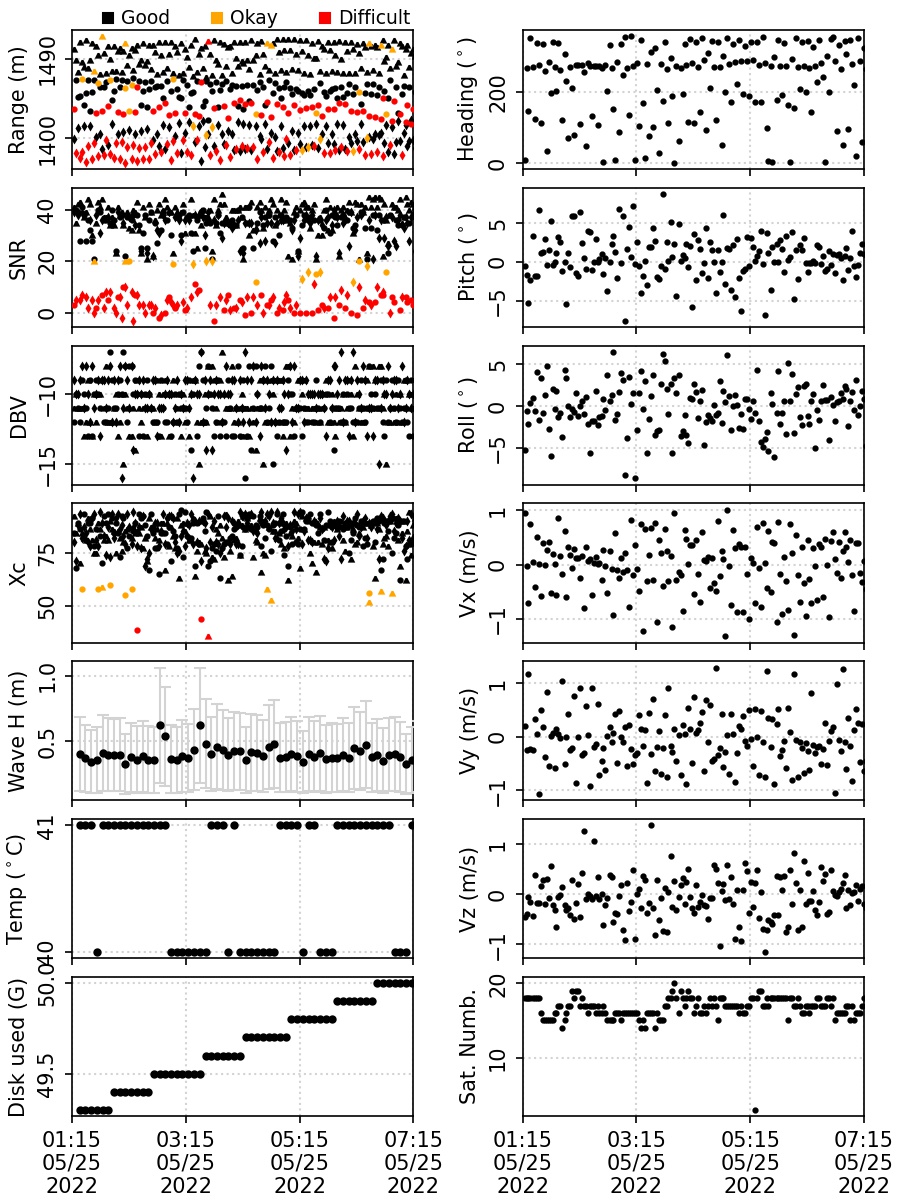 Good Okay Difficult
Range (m)
1490
1400
Heading (°)
200
0
SNR
40
20
0
Pitch (°)
5
0
−5
DBV
−10
−15
Roll (°)
5
0
−5
Xc
75
50
Vx (m/s)
1
0
−1
Wave H (m)
1.0
0.5
Vy (m/s)
1
0
−1
Temp (°C)
41
40
Vz (m/s)
1
0
−1
Disk used (G)
50.0
49.5
Sat. Numb.
20
10
01:15 03:15 05:15 07:15 01:15 03:15 05:15 07:15
05/25 05/25 05/25 05/25 05/25 05/25 05/25 05/25
2022 2022 2022 2022 2022 2022 2022 2022